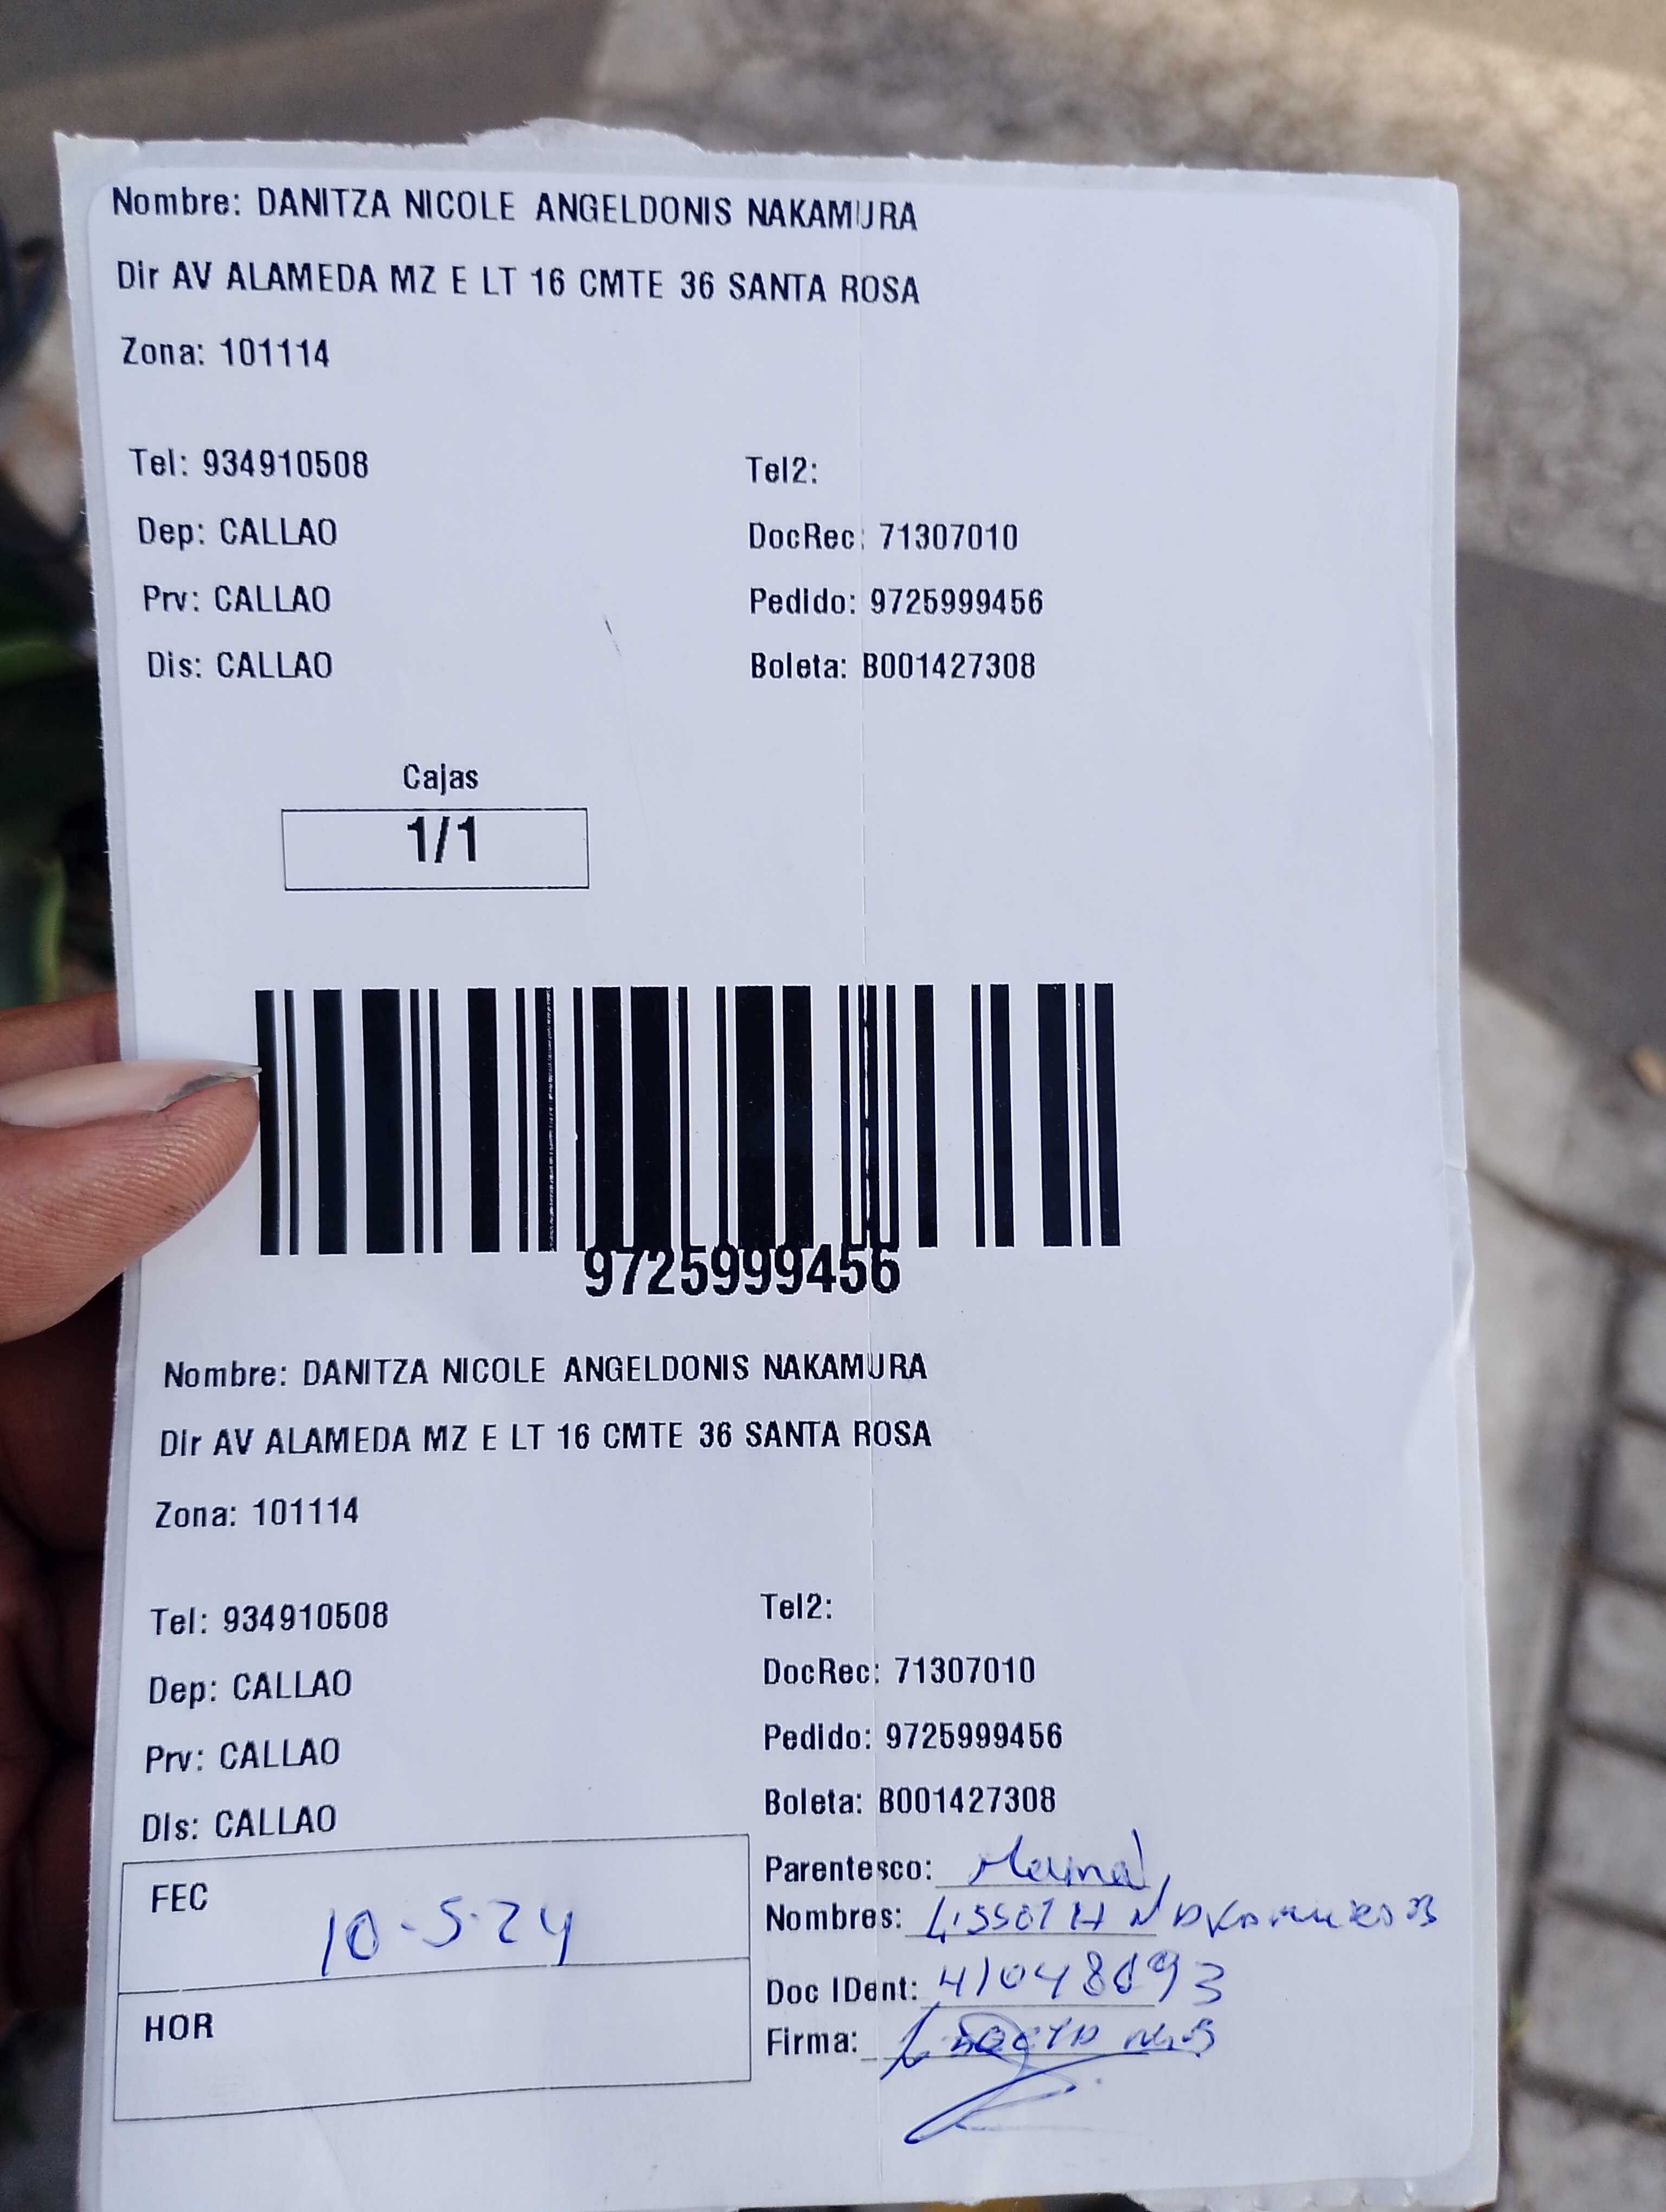 Nombre: DANITZA NICOLE ANGELDONIS NAKAMURA
Dir AV ALAMEDA MZ E LT 16 CMTE 36 SANTA ROSA
Zona: 101114
Tel: 934910508 Tel2:
Dep: CALLAO DocRec: 71307010
Prv: CALLAO Pedido: 9725999456
Dis: CALLAO Boleta: B001427308
Cajas
1/1
9725999456
Nombre: DANITZA NICOLE ANGELDONIS NAKAMURA
Dir AV ALAMEDA MZ E LT 16 CMTE 36 SANTA ROSA
Zona: 101114
Tel: 934910508 Tel2:
Dep: CALLAO DocRec: 71307010
Prv: CALLAO Pedido: 9725999456
Dis: CALLAO Boleta: B001427308
FEC 10-5-24
HOR
Parentesco: Mamá
Nombres:
Doc IDent:
Firma: